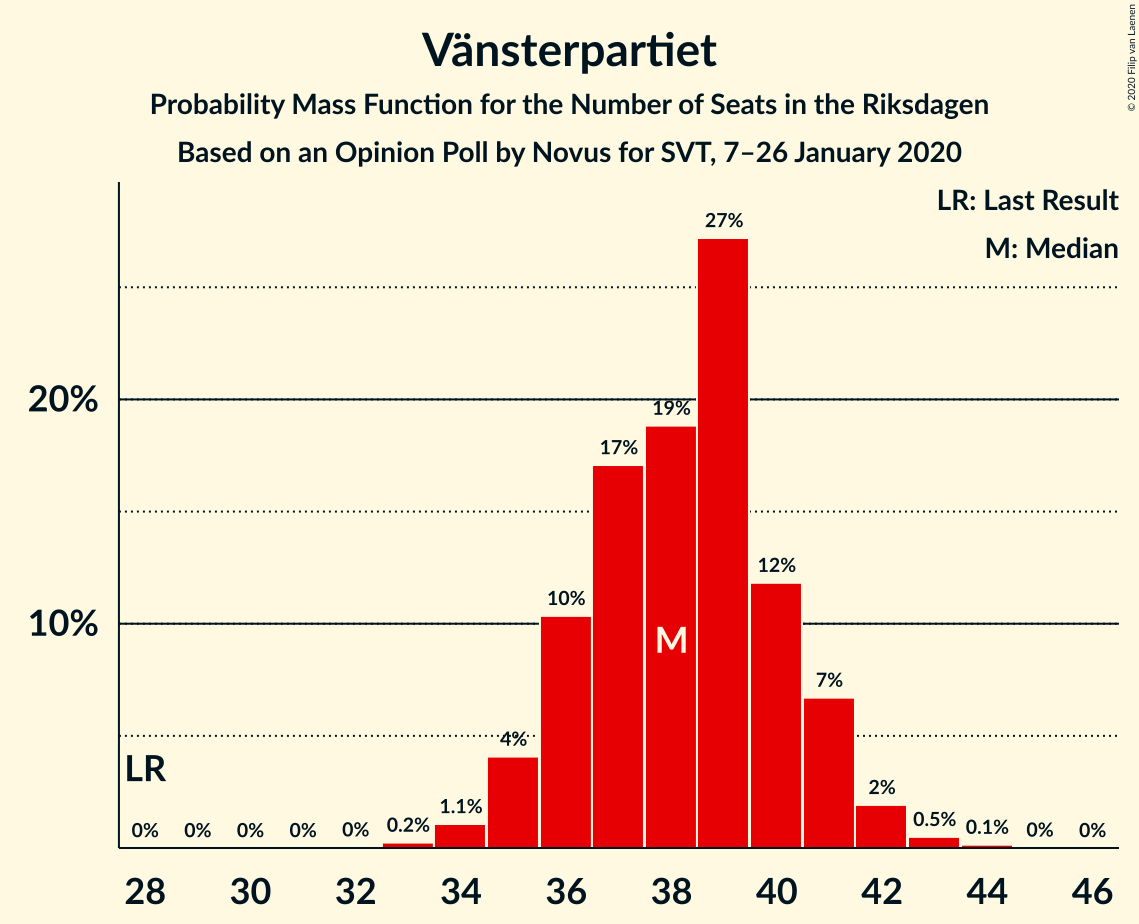 Vänsterpartiet
Probability Mass Function for the Number of Seats in the Riksdagen
Based on an Opinion Poll by Novus for SVT, 7–26 January 2020
© 2020 Filip van Laenen
LR: Last Result
M: Median
27%
20%
19%
17%
12%
10%
10%
M
7%
4%
LR
2%
1.1%
0% 0% 0% 0% 0% 0.2% 0.5% 0.1% 0% 0%
28 30 32 34 36 38 40 42 44 46